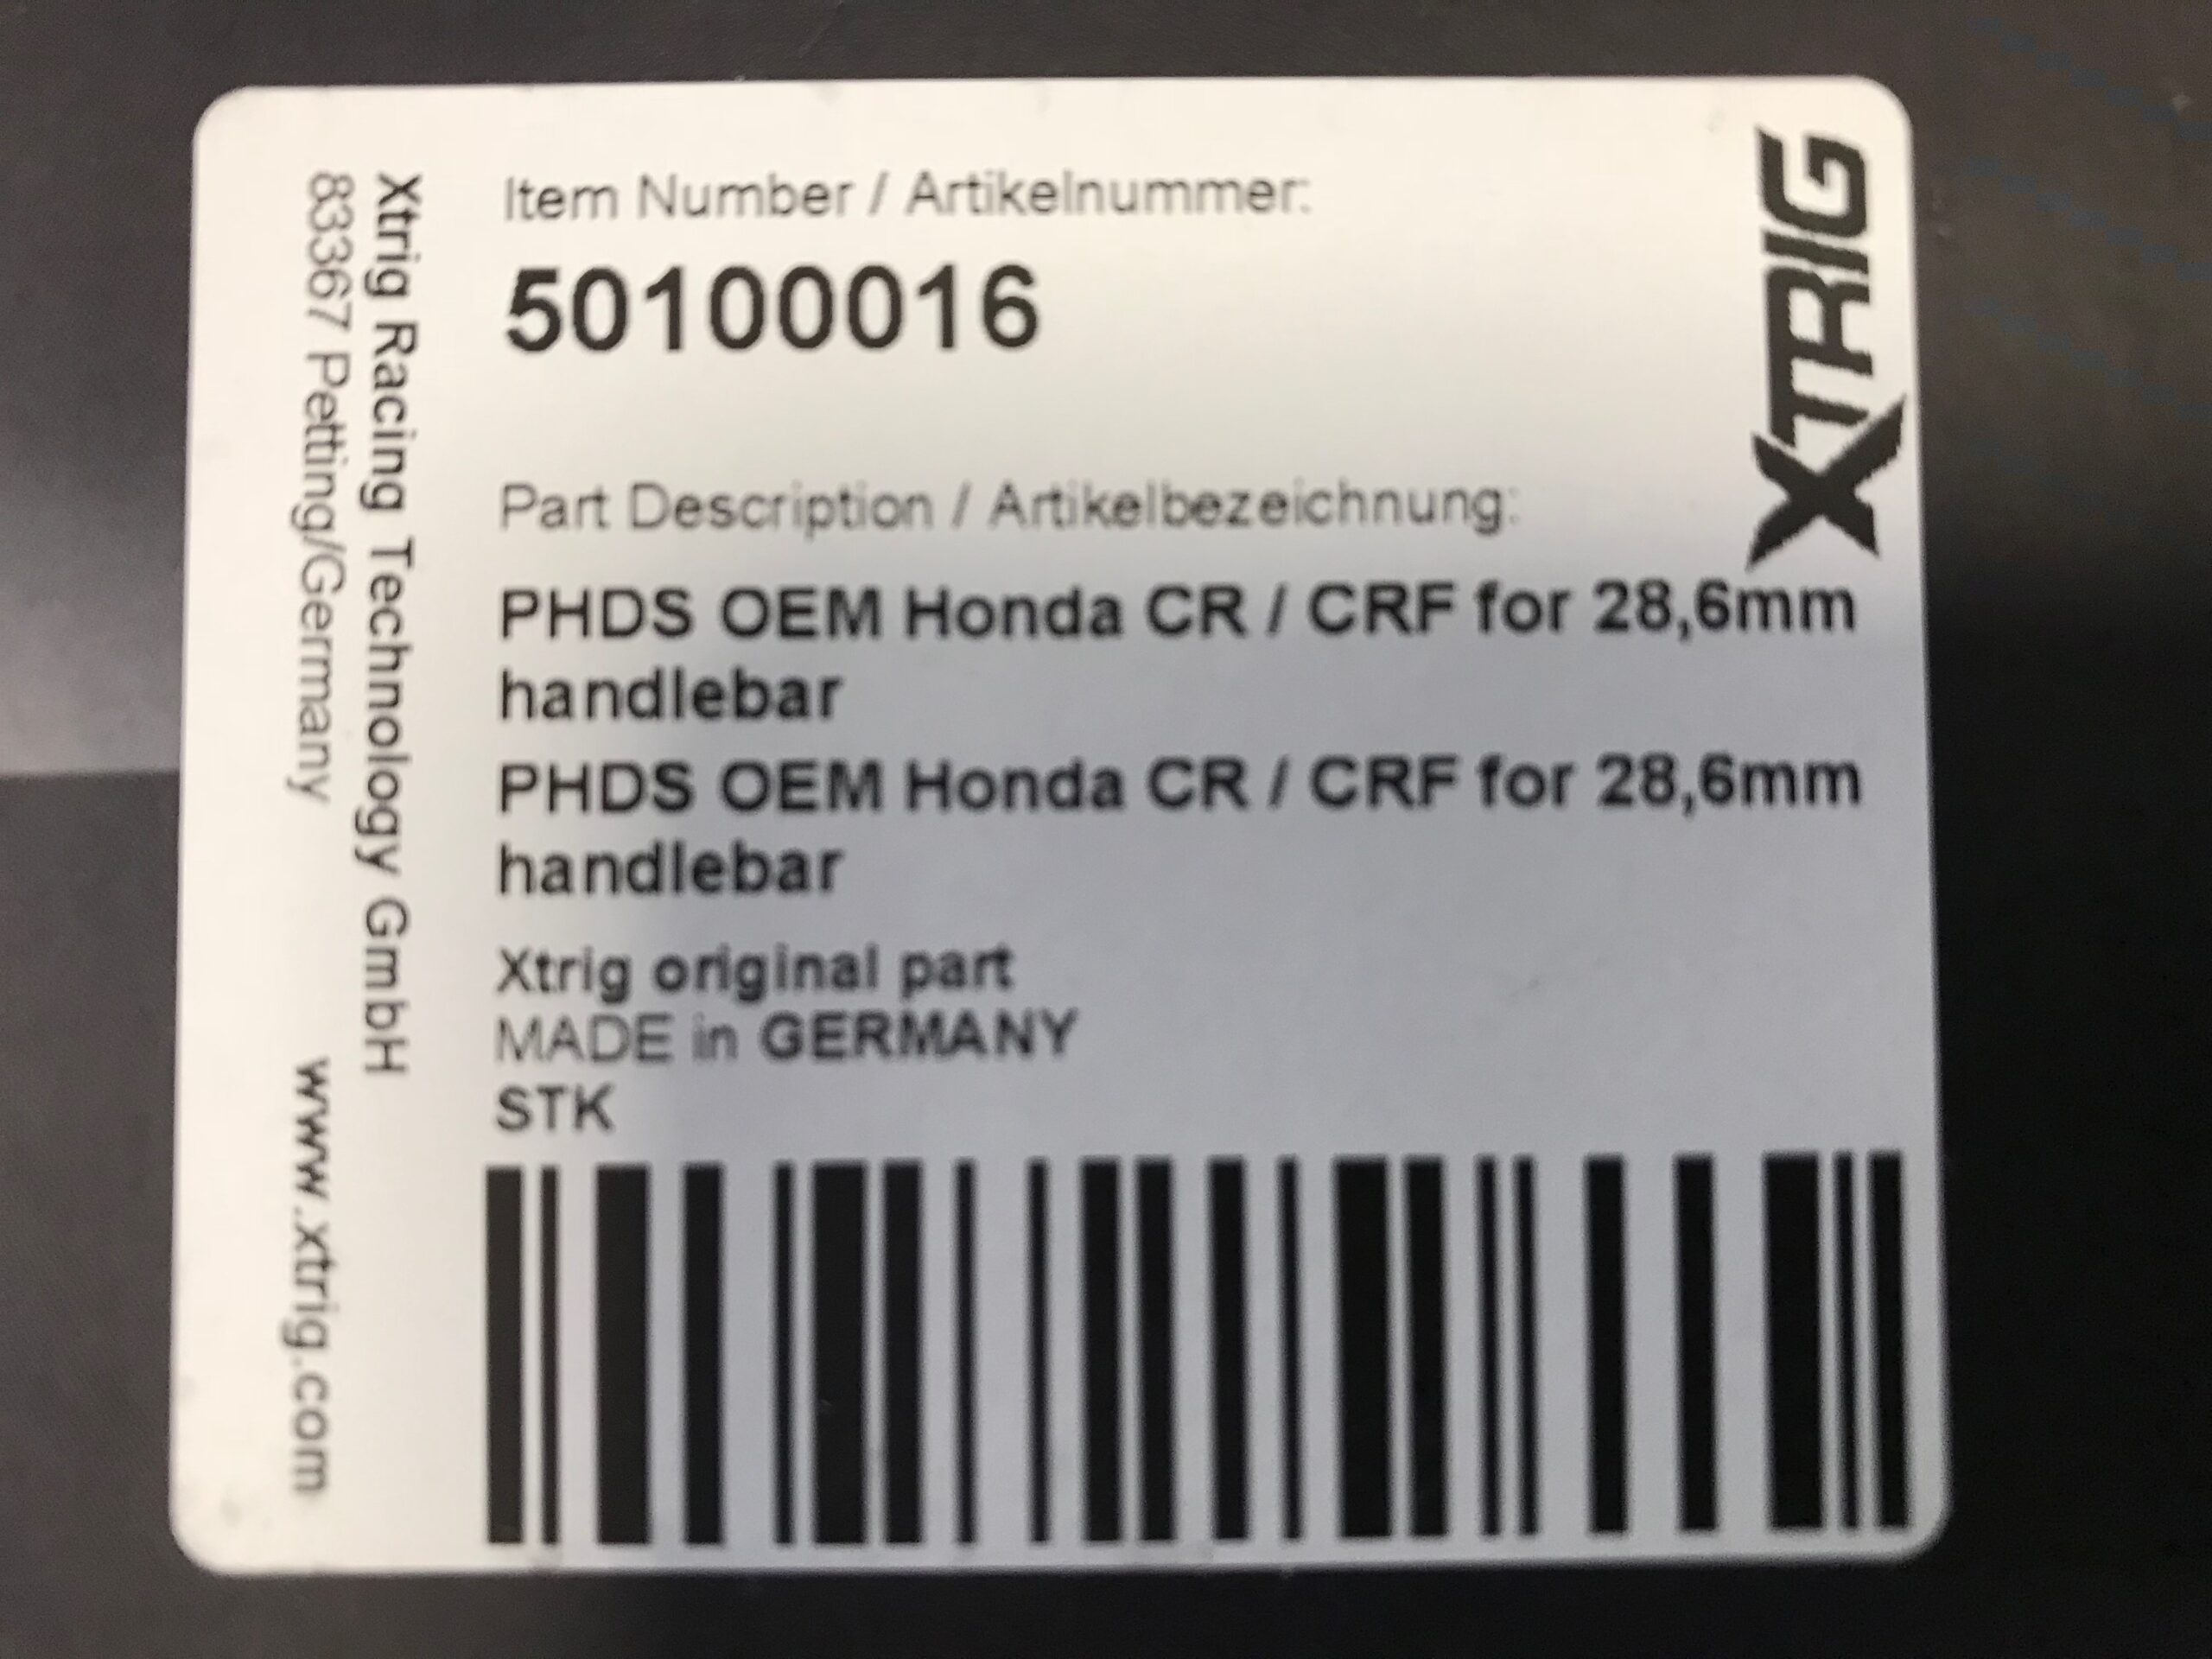 Item Number / Artikelnummer:
50100016
Part Description / Artikelbezeichnung:
PHDS OEM Honda CR / CRF for 28,6mm
handlebar
PHDS OEM Honda CR / CRF for 28,6mm
handlebar
Xtrig original part
MADE in GERMANY
STK
XTRIG
Xtrig Racing Technology GmbH
83367 Petting/Germany www.xtrig.com